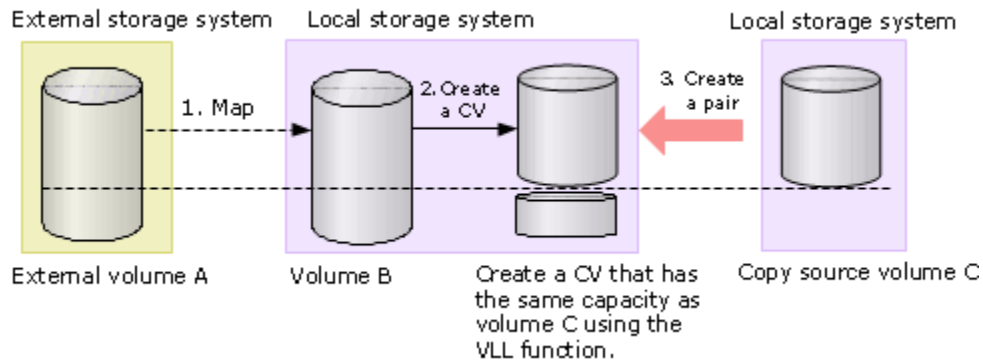 External storage system
Local storage system
Local storage system
1. Map
2. Create
a CV
3. Create
a pair
External volume A
Volume B
Create a CV that has
the same capacity as
volume C using the
VLL function.
Copy source volume C